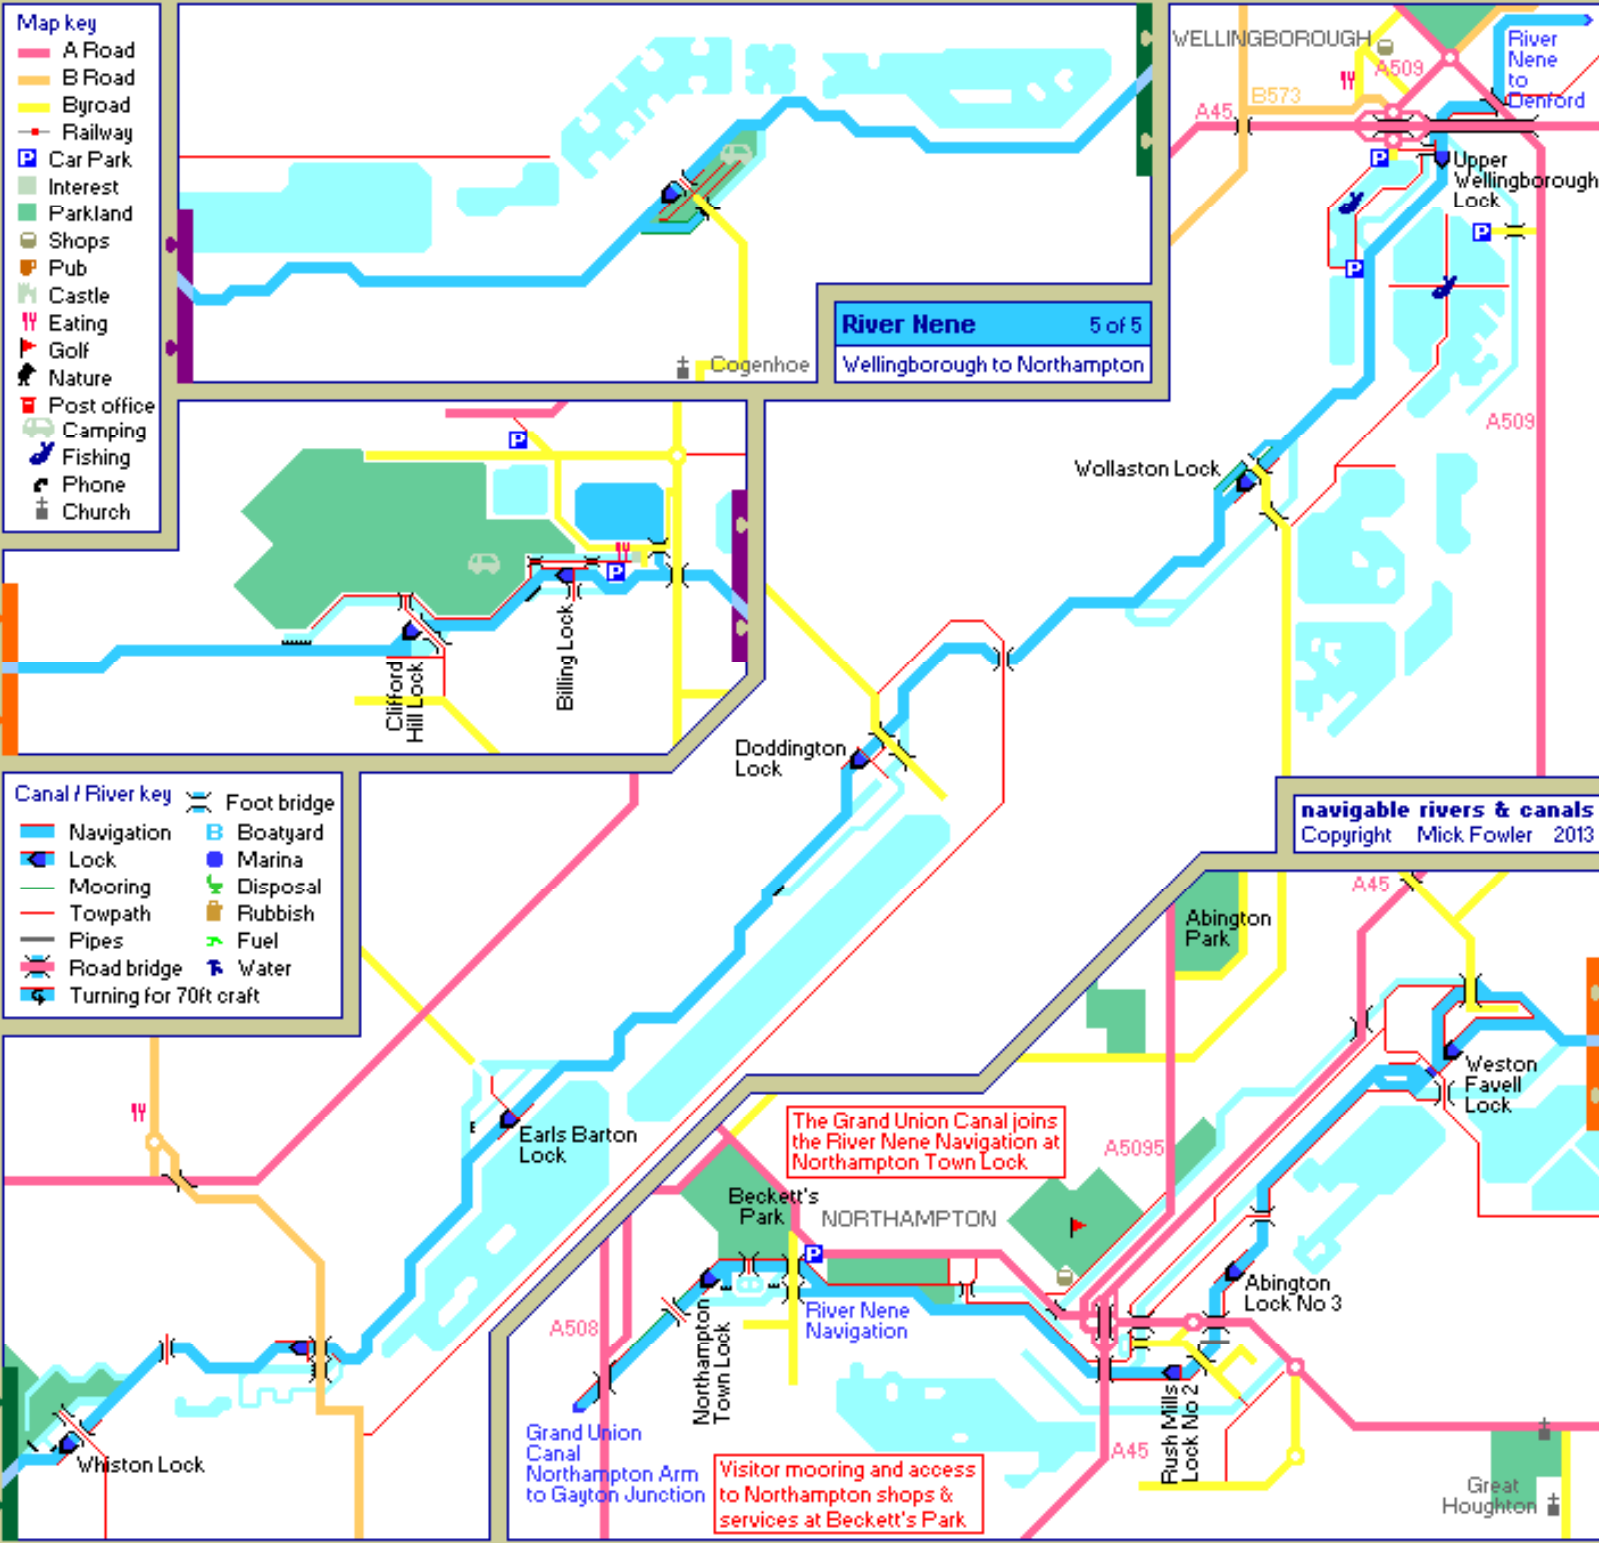 Map key
A Road
B Road
Byroad
Railway
P Car Park
Interest
Parkland
Shops
Pub
Castle
Eating
Golf
Nature
Post office
Camping
Fishing
Phone
Church
Cogenhoe
River Nene 5 of 5
Wellingborough to Northampton
WELLINGBOROUGH
A509
B573
A45
River
Nene
to
Denford
P
Upper
Wellingborough
Lock
P
P
A509
Wollaston Lock
P
P
Clifford
Hill Lock
Billing Lock
Doddington
Lock
navigable rivers & canals
Copyright Mick Fowler 2013
Canal / River key
Foot bridge
Navigation
B Boatyard
Lock
Marina
Mooring
Disposal
Towpath
Rubbish
Pipes
Fuel
Road bridge
Water
Turning for 70ft craft
Earls Barton
Lock
Whiston Lock
A45
Abington
Park
Weston
Favell
Lock
The Grand Union Canal joins
the River Nene Navigation at
Northampton Town Lock
A5095
Beckett's
Park
NORTHAMPTON
P
Abington
Lock No 3
River Nene
Navigation
A508
Northampton
Town Lock
Rush Mills
Lock No 2
Grand Union
Canal
Northampton Arm
to Gayton Junction
A45
Visitor mooring and access
to Northampton shops &
services at Beckett's Park
Great
Houghton